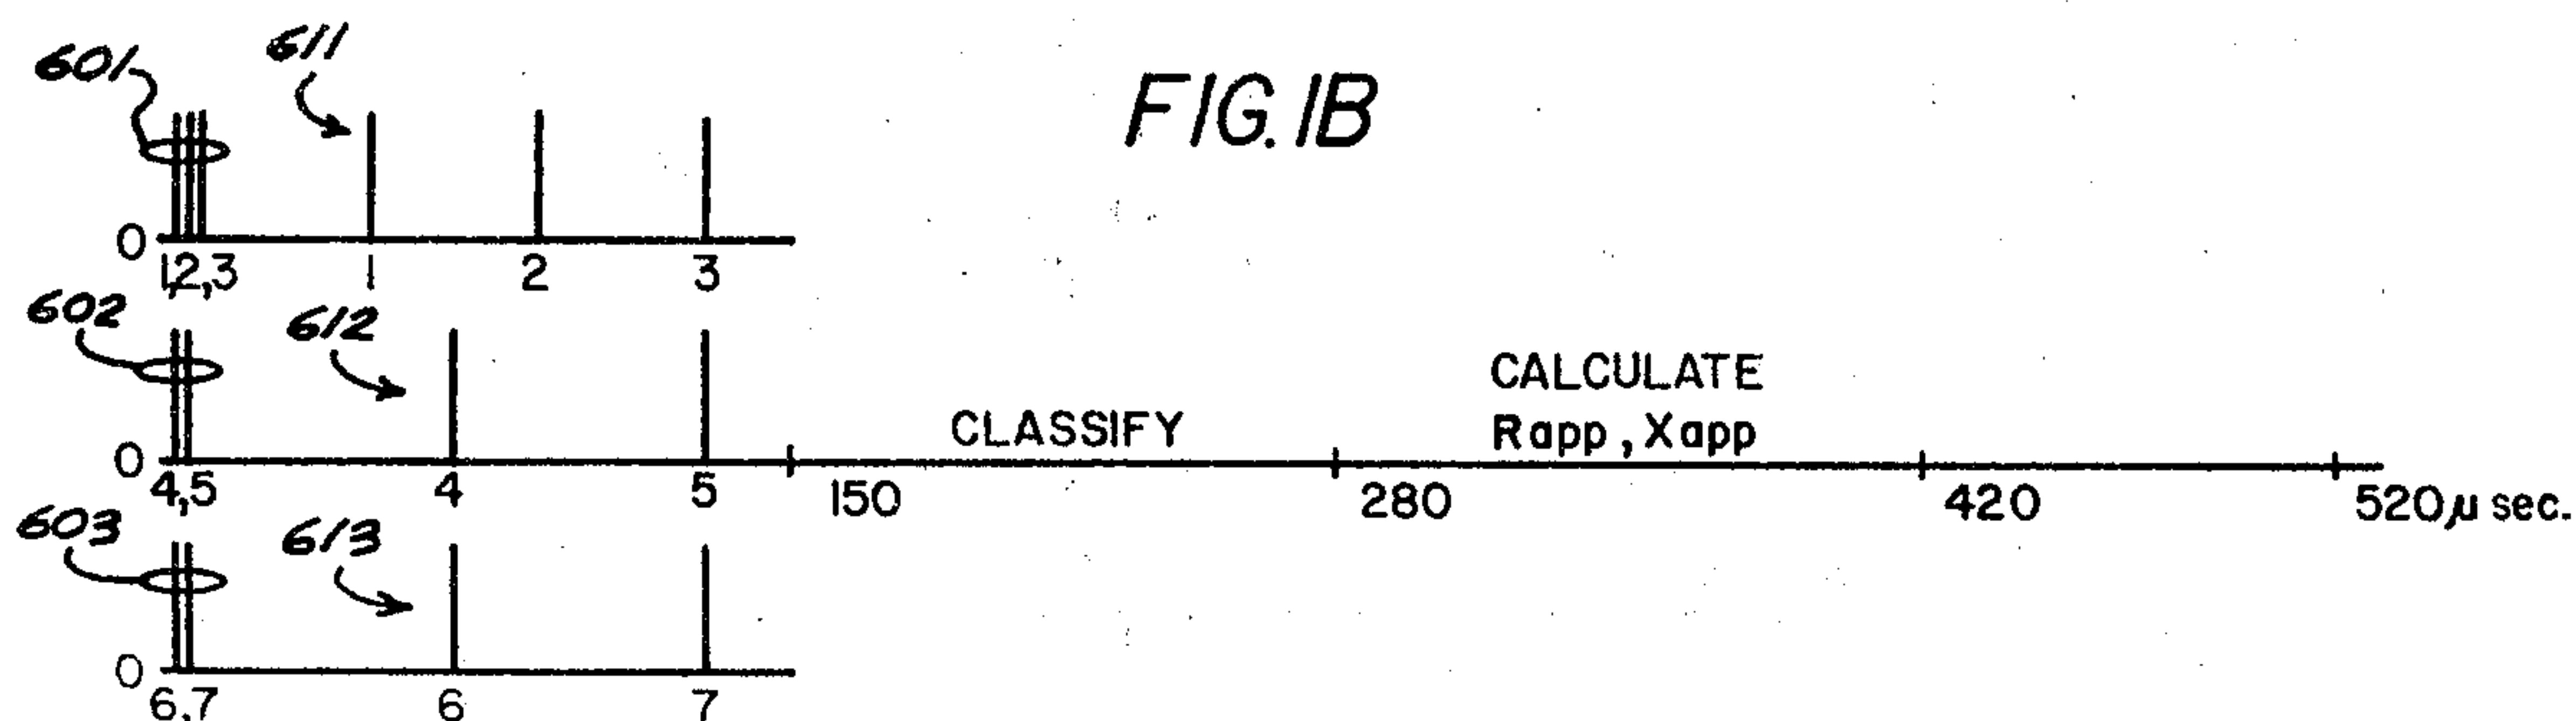 601 611
FIG. 1B
0
1,2,3 1 2 3
602 612
CALCULATE
CLASSIFY Rapp, Xapp
0
4,5 4 5 150 280 420 520 μ sec.
603 613
0
6,7 6 7